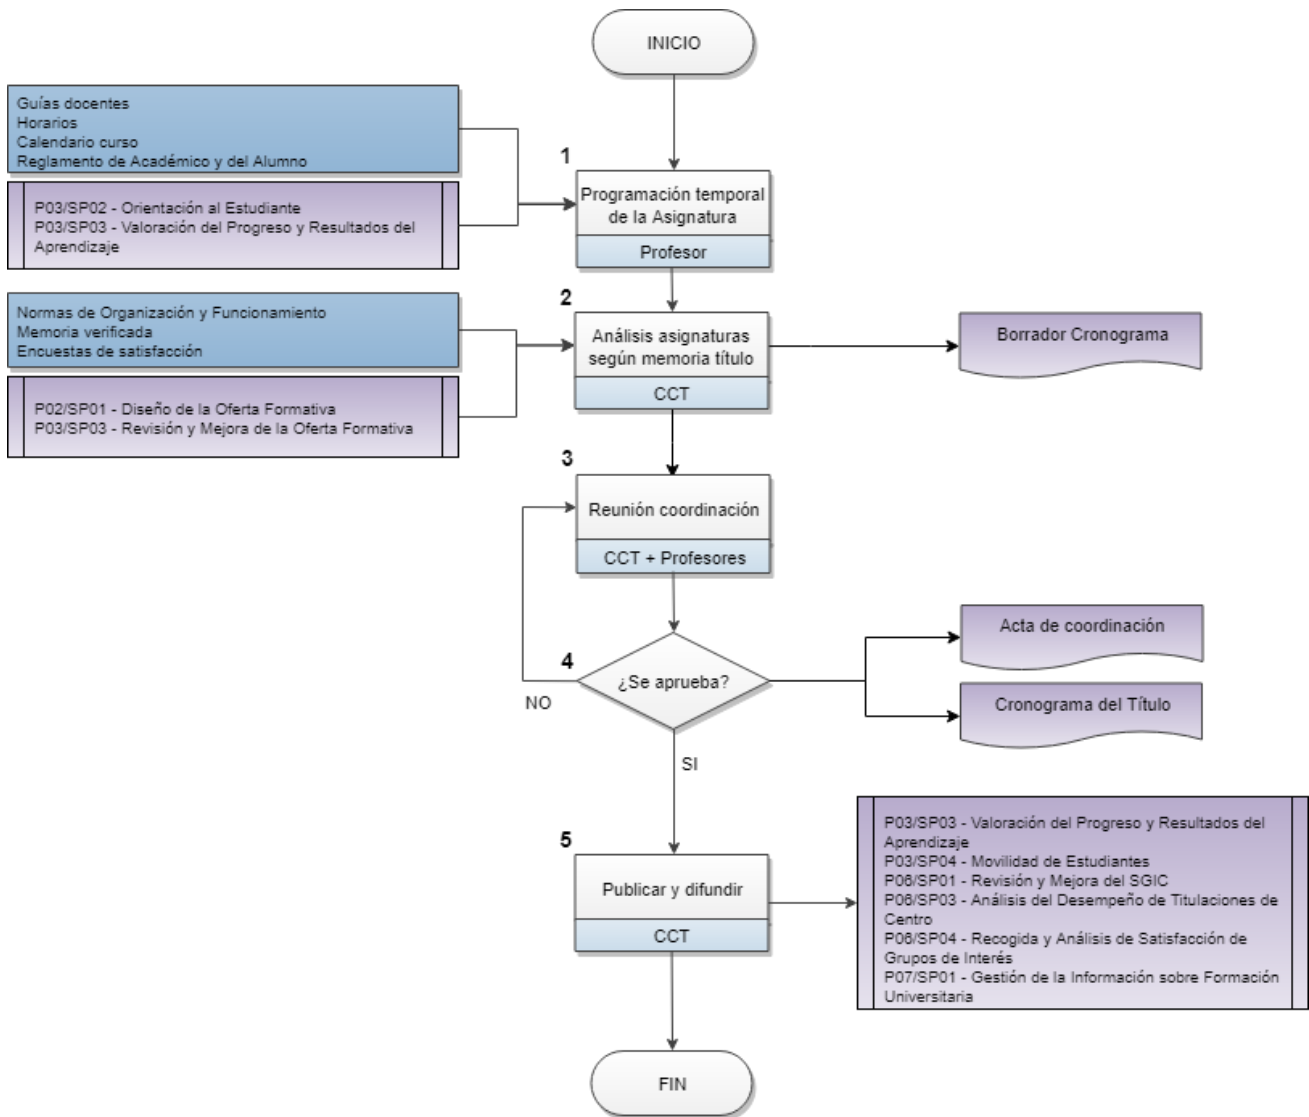 INICIO
Guías docentes
Horarios
Calendario curso
Reglamento de Académico y del Alumno
P03/SP02 - Orientación al Estudiante
P03/SP03 - Valoración del Progreso y Resultados del
Aprendizaje
1
Programación temporal
de la Asignatura
Profesor
Normas de Organización y Funcionamiento
Memoria verificada
Encuestas de satisfacción
P02/SP01 - Diseño de la Oferta Formativa
P03/SP03 - Revisión y Mejora de la Oferta Formativa
2
Análisis asignaturas
según memoria título
CCT
Borrador Cronograma
3
Reunión coordinación
CCT + Profesores
4
¿Se aprueba?
NO
SI
Acta de coordinación
Cronograma del Título
5
Publicar y difundir
CCT
P03/SP03 - Valoración del Progreso y Resultados del
Aprendizaje
P03/SP04 - Movilidad de Estudiantes
P06/SP01 - Revisión y Mejora del SGIC
P06/SP03 - Análisis del Desempeño de Titulaciones de
Centro
P06/SP04 - Recogida y Análisis de Satisfacción de
Grupos de Interés
P07/SP01 - Gestión de la Información sobre Formación
Universitaria
FIN